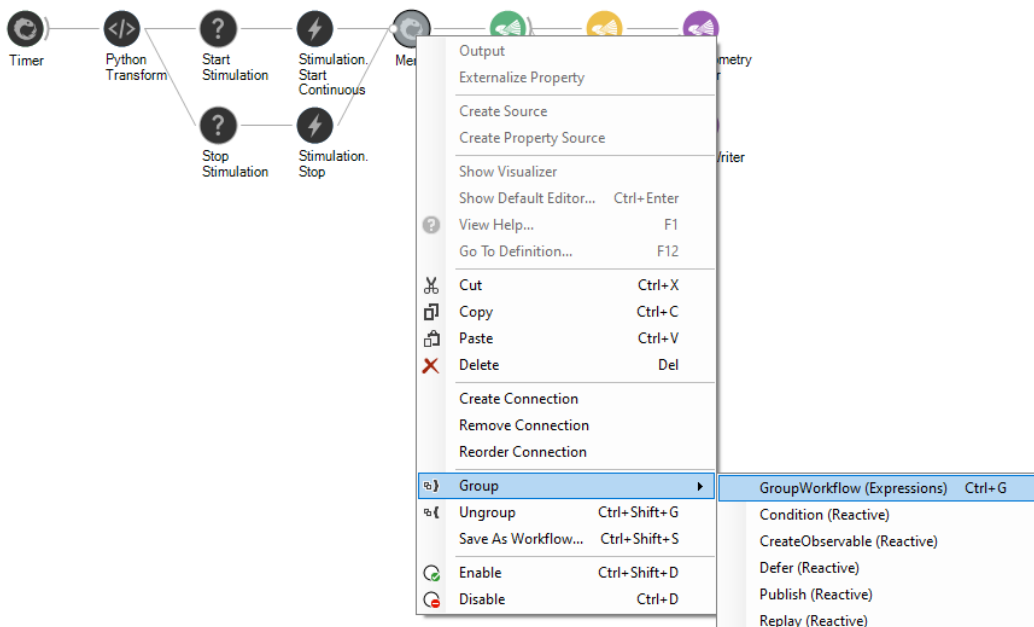 Timer
Python
Transform
Start
Stimulation
Stimulation.
Start
Continuous
Mer
metry
r
Stop
Stimulation
Stimulation.
Stop
Writer
Output
Externalize Property
Create Source
Create Property Source
Show Visualizer
Show Default Editor... Ctrl+Enter
View Help... F1
Go To Definition... F12
Cut Ctrl+X
Copy Ctrl+C
Paste Ctrl+V
Delete Del
Create Connection
Remove Connection
Reorder Connection
Group
Ungroup Ctrl+Shift+G
Save As Workflow... Ctrl+Shift+S
Enable Ctrl+Shift+D
Disable Ctrl+D
GroupWorkflow (Expressions) Ctrl+G
Condition (Reactive)
CreateObservable (Reactive)
Defer (Reactive)
Publish (Reactive)
Replay (Reactive)